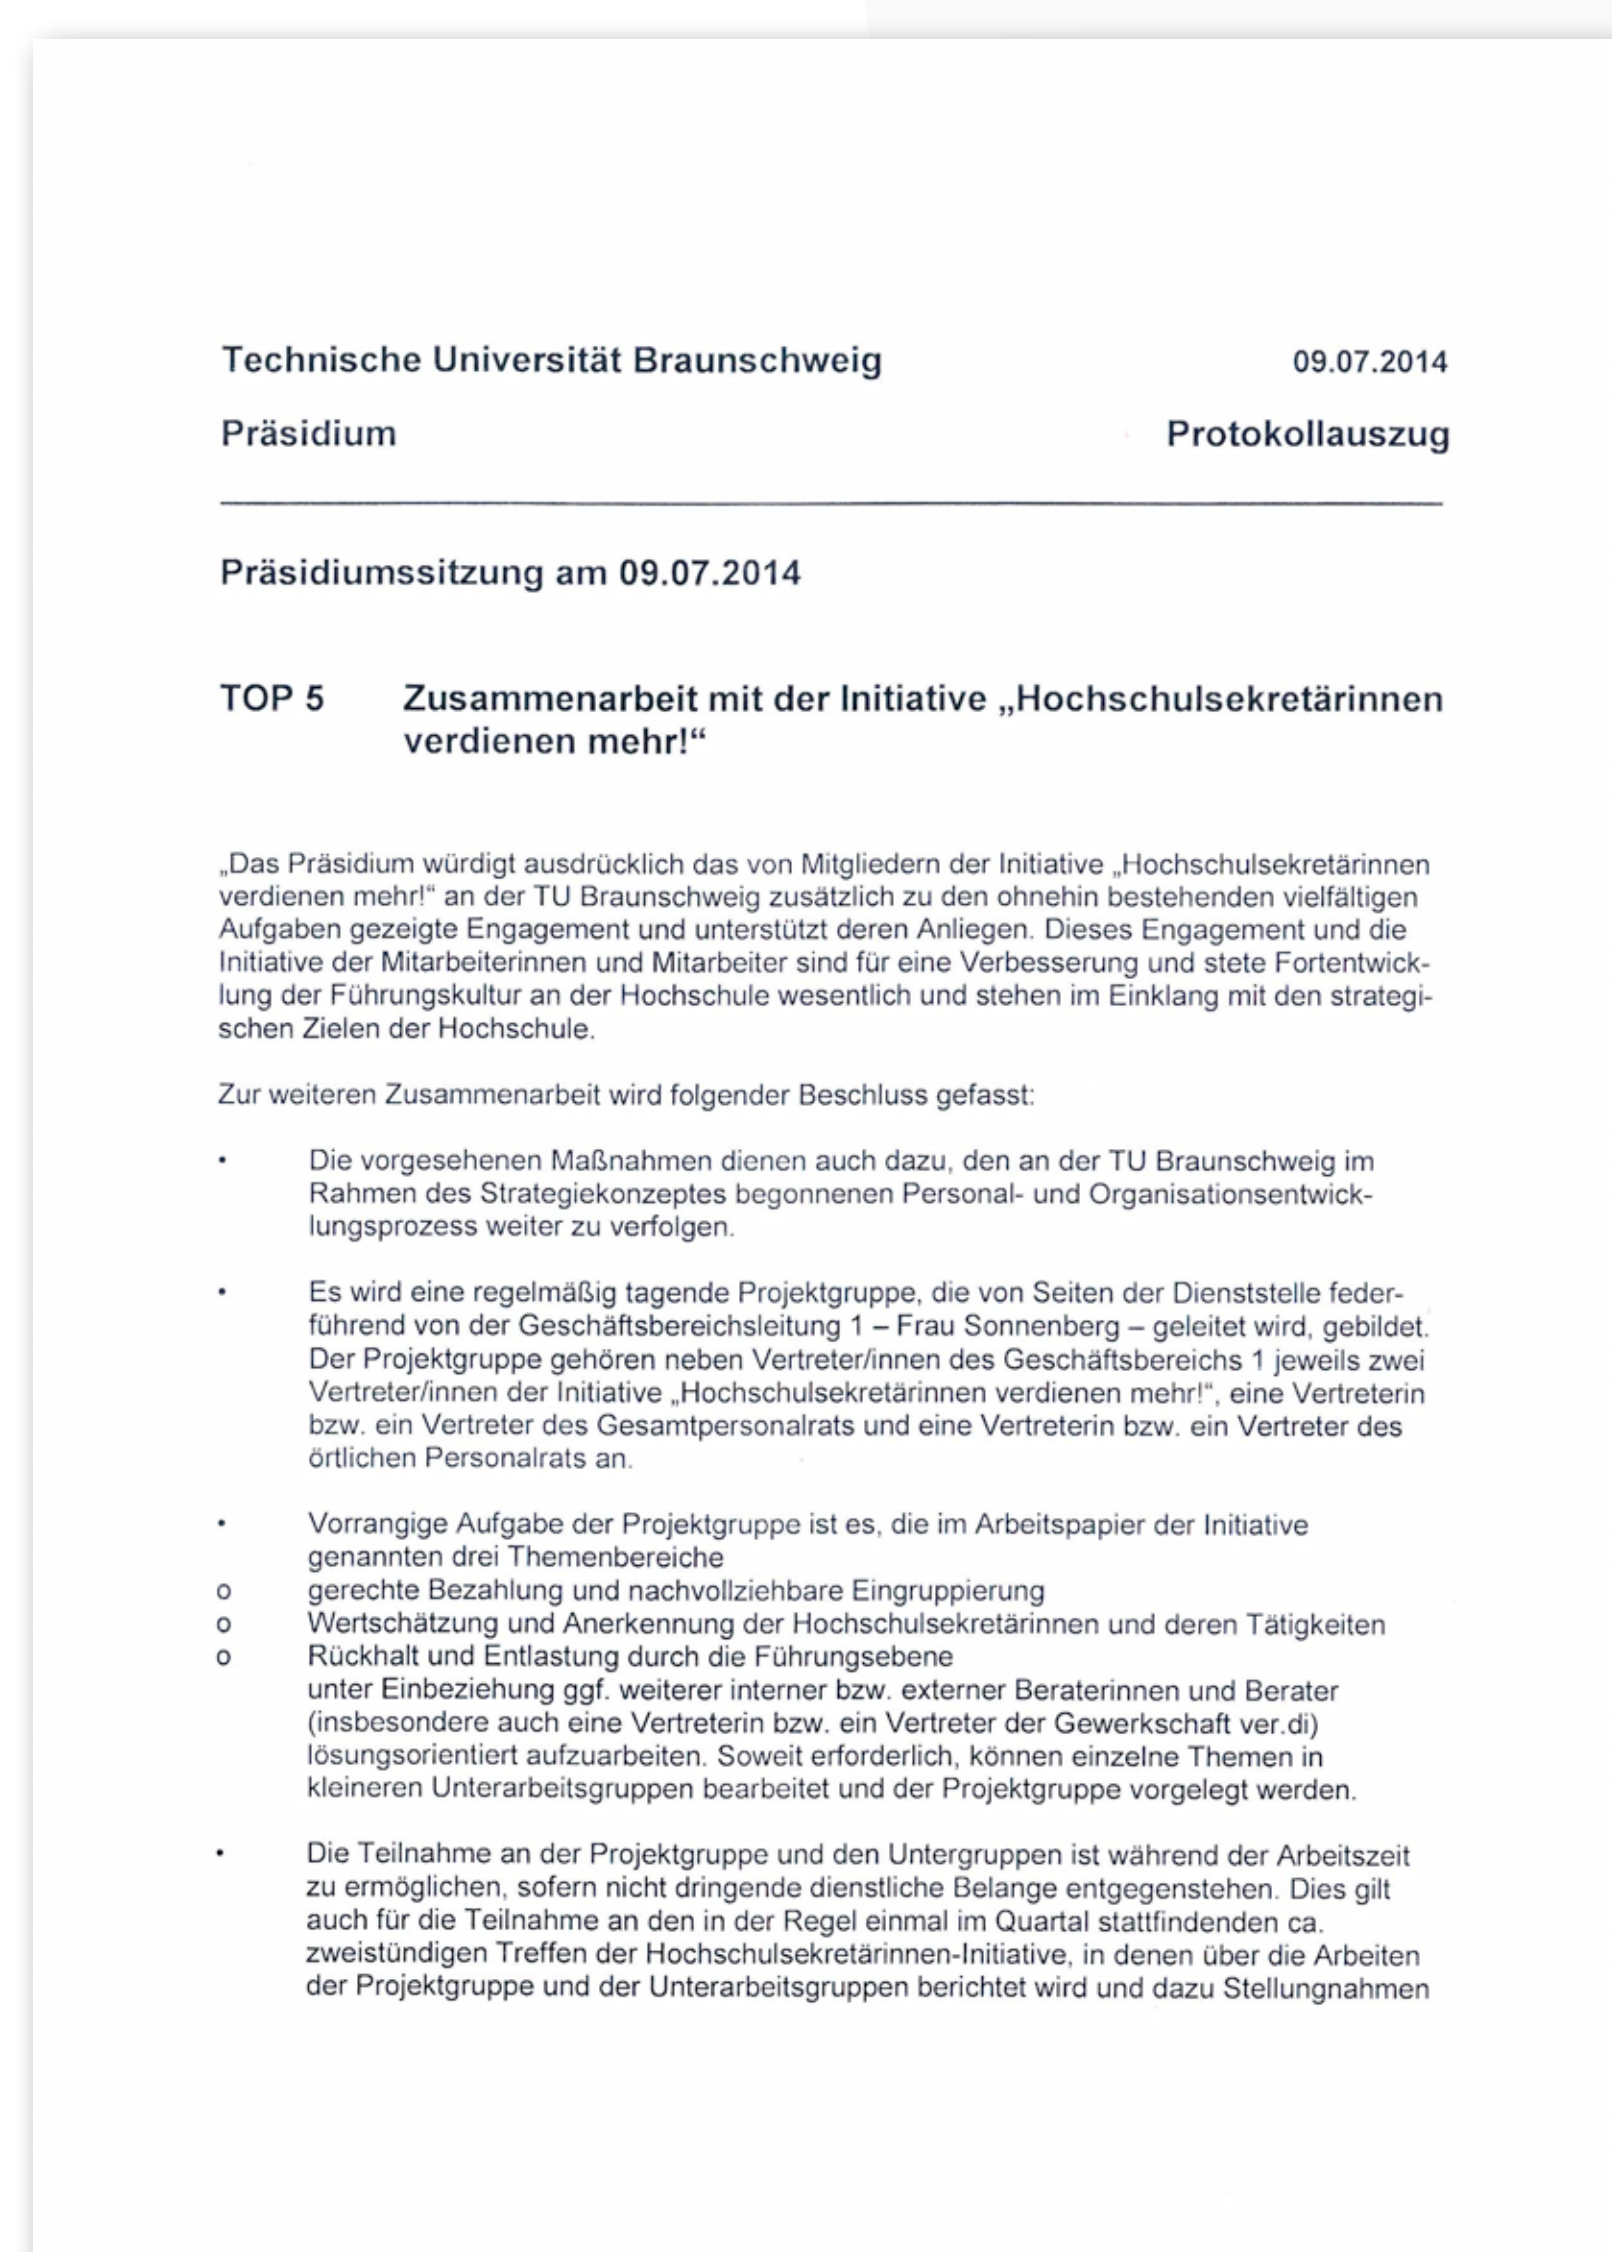 Technische Universität Braunschweig 09.07.2014
Präsidium Protokollauszug
Präsidiumssitzung am 09.07.2014
TOP 5 Zusammenarbeit mit der Initiative „Hochschulsekretärinnen
verdienen mehr!“
„Das Präsidium würdigt ausdrücklich das von Mitgliedern der Initiative „Hochschulsekretärinnen
verdienen mehr!“ an der TU Braunschweig zusätzlich zu den ohnehin bestehenden vielfältigen
Aufgaben gezeigte Engagement und unterstützt deren Anliegen. Dieses Engagement und die
Initiative der Mitarbeiterinnen und Mitarbeiter sind für eine Verbesserung und stete Fortentwick-
lung der Führungskultur an der Hochschule wesentlich und stehen im Einklang mit den strategi-
schen Zielen der Hochschule.
Zur weiteren Zusammenarbeit wird folgender Beschluss gefasst:
• Die vorgesehenen Maßnahmen dienen auch dazu, den an der TU Braunschweig im
Rahmen des Strategiekonzeptes begonnenen Personal- und Organisationsentwick-
lungsprozess weiter zu verfolgen.
• Es wird eine regelmäßig tagende Projektgruppe, die von Seiten der Dienststelle feder-
führend von der Geschäftsbereichsleitung 1 – Frau Sonnenberg – geleitet wird, gebildet.
Der Projektgruppe gehören neben Vertreter/innen des Geschäftsbereichs 1 jeweils zwei
Vertreter/innen der Initiative „Hochschulsekretärinnen verdienen mehr!“, eine Vertreterin
bzw. ein Vertreter des Gesamtpersonalrats und eine Vertreterin bzw. ein Vertreter des
örtlichen Personalrats an.
• Vorrangige Aufgabe der Projektgruppe ist es, die im Arbeitspapier der Initiative
genannten drei Themenbereiche
o gerechte Bezahlung und nachvollziehbare Eingruppierung
o Wertschätzung und Anerkennung der Hochschulsekretärinnen und deren Tätigkeiten
o Rückhalt und Entlastung durch die Führungsebene
unter Einbeziehung ggf. weiterer interner bzw. externer Beraterinnen und Berater
(insbesondere auch eine Vertreterin bzw. ein Vertreter der Gewerkschaft ver.di)
lösungsorientiert aufzuarbeiten. Soweit erforderlich, können einzelne Themen in
kleineren Unterarbeitsgruppen bearbeitet und der Projektgruppe vorgelegt werden.
• Die Teilnahme an der Projektgruppe und den Untergruppen ist während der Arbeitszeit
zu ermöglichen, sofern nicht dringende dienstliche Belange entgegenstehen. Dies gilt
auch für die Teilnahme an den in der Regel einmal im Quartal stattfindenden ca.
zweistündigen Treffen der Hochschulsekretärinnen-Initiative, in denen über die Arbeiten
der Projektgruppe und der Unterarbeitsgruppen berichtet wird und dazu Stellungnahmen